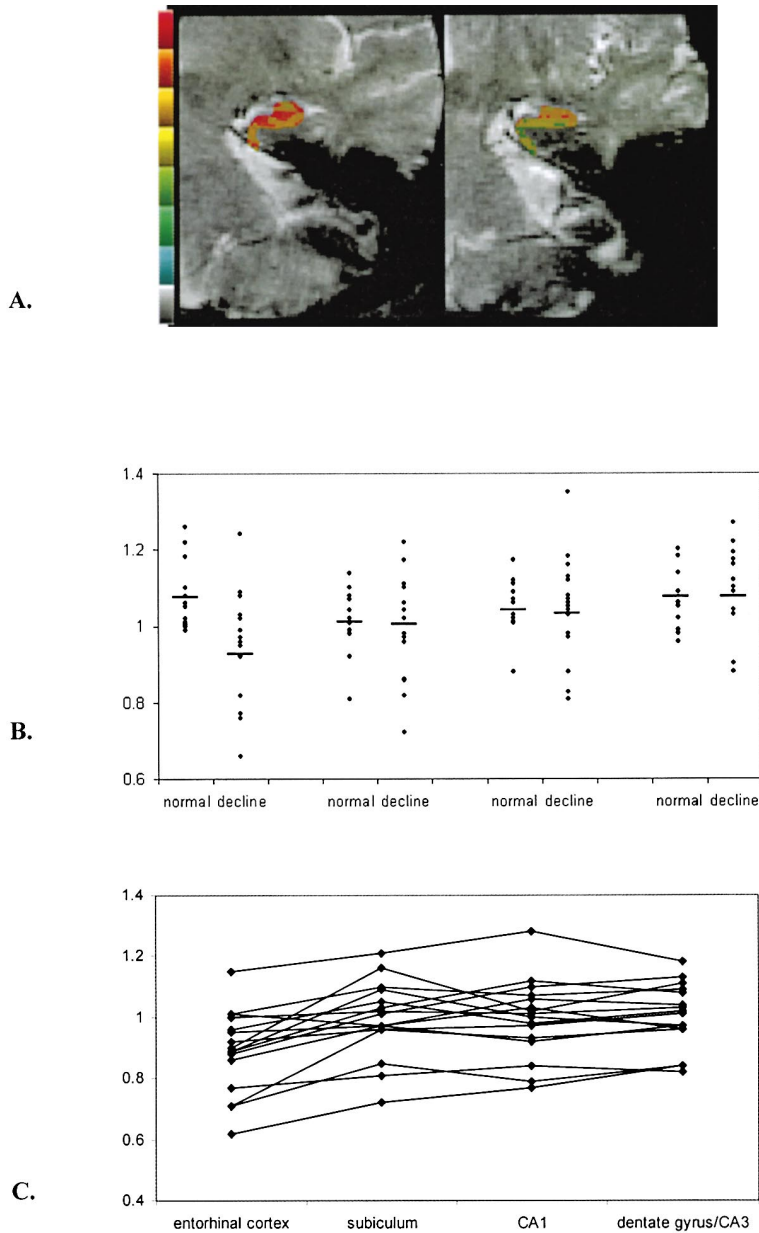 A.
1.4
1.2
1
0.8
0.6
normal decline normal decline normal decline normal decline
B.
1.4
1.2
1
0.8
0.6
0.4
entorhinal cortex subiculum CA1 dentate gyrus/CA3
C.